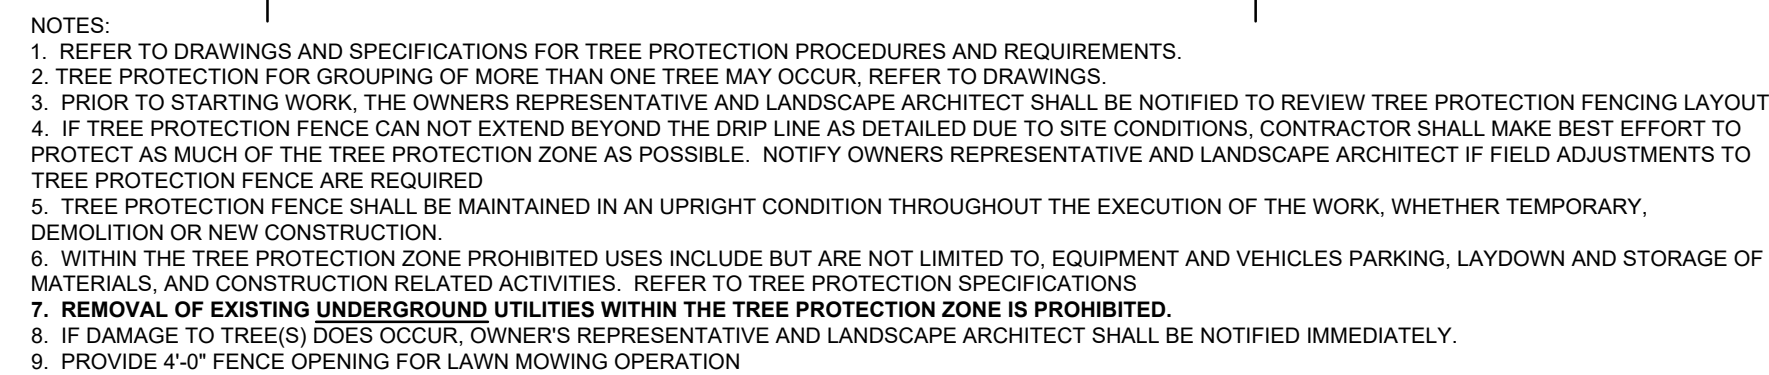 NOTES:
1. REFER TO DRAWINGS AND SPECIFICATIONS FOR TREE PROTECTION PROCEDURES AND REQUIREMENTS.
2. TREE PROTECTION FOR GROUPING OF MORE THAN ONE TREE MAY OCCUR, REFER TO DRAWINGS.
3. PRIOR TO STARTING WORK, THE OWNERS REPRESENTATIVE AND LANDSCAPE ARCHITECT SHALL BE NOTIFIED TO REVIEW TREE PROTECTION FENCING LAYOUT
4. IF TREE PROTECTION FENCE CAN NOT EXTEND BEYOND THE DRIP LINE AS DETAILED DUE TO SITE CONDITIONS, CONTRACTOR SHALL MAKE BEST EFFORT TO
PROTECT AS MUCH OF THE TREE PROTECTION ZONE AS POSSIBLE. NOTIFY OWNERS REPRESENTATIVE AND LANDSCAPE ARCHITECT IF FIELD ADJUSTMENTS TO
TREE PROTECTION FENCE ARE REQUIRED
5. TREE PROTECTION FENCE SHALL BE MAINTAINED IN AN UPRIGHT CONDITION THROUGHOUT THE EXECUTION OF THE WORK, WHETHER TEMPORARY,
DEMOLITION OR NEW CONSTRUCTION.
6. WITHIN THE TREE PROTECTION ZONE PROHIBITED USES INCLUDE BUT ARE NOT LIMITED TO, EQUIPMENT AND VEHICLES PARKING, LAYDOWN AND STORAGE OF
MATERIALS, AND CONSTRUCTION RELATED ACTIVITIES. REFER TO TREE PROTECTION SPECIFICATIONS
7. REMOVAL OF EXISTING UNDERGROUND UTILITIES WITHIN THE TREE PROTECTION ZONE IS PROHIBITED.
8. IF DAMAGE TO TREE(S) DOES OCCUR, OWNER'S REPRESENTATIVE AND LANDSCAPE ARCHITECT SHALL BE NOTIFIED IMMEDIATELY.
9. PROVIDE 4'-0" FENCE OPENING FOR LAWN MOWING OPERATION